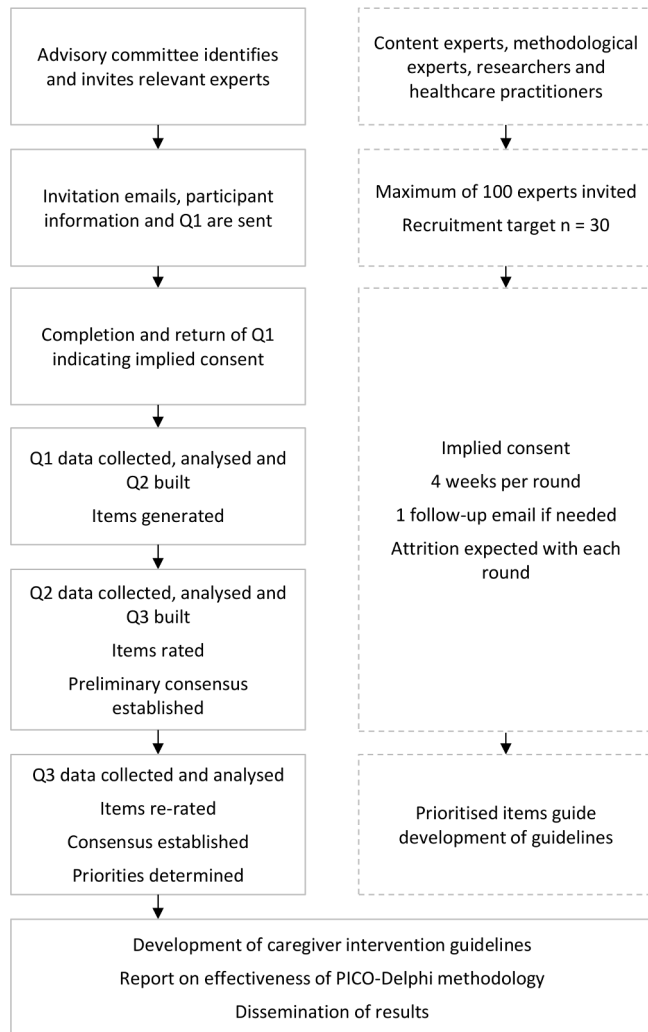 Advisory committee identifies
and invites relevant experts
Content experts, methodological
experts, researchers and
healthcare practitioners
Invitation emails, participant
information and Q1 are sent
Maximum of 100 experts invited
Recruitment target n = 30
Completion and return of Q1
indicating implied consent
Q1 data collected, analysed and
Q2 built
Items generated
Q2 data collected, analysed and
Q3 built
Items rated
Preliminary consensus
established
Implied consent
4 weeks per round
1 follow-up email if needed
Attrition expected with each
round
Q3 data collected and analysed
Items re-rated
Consensus established
Priorities determined
Prioritised items guide
development of guidelines
Development of caregiver intervention guidelines
Report on effectiveness of PICO-Delphi methodology
Dissemination of results